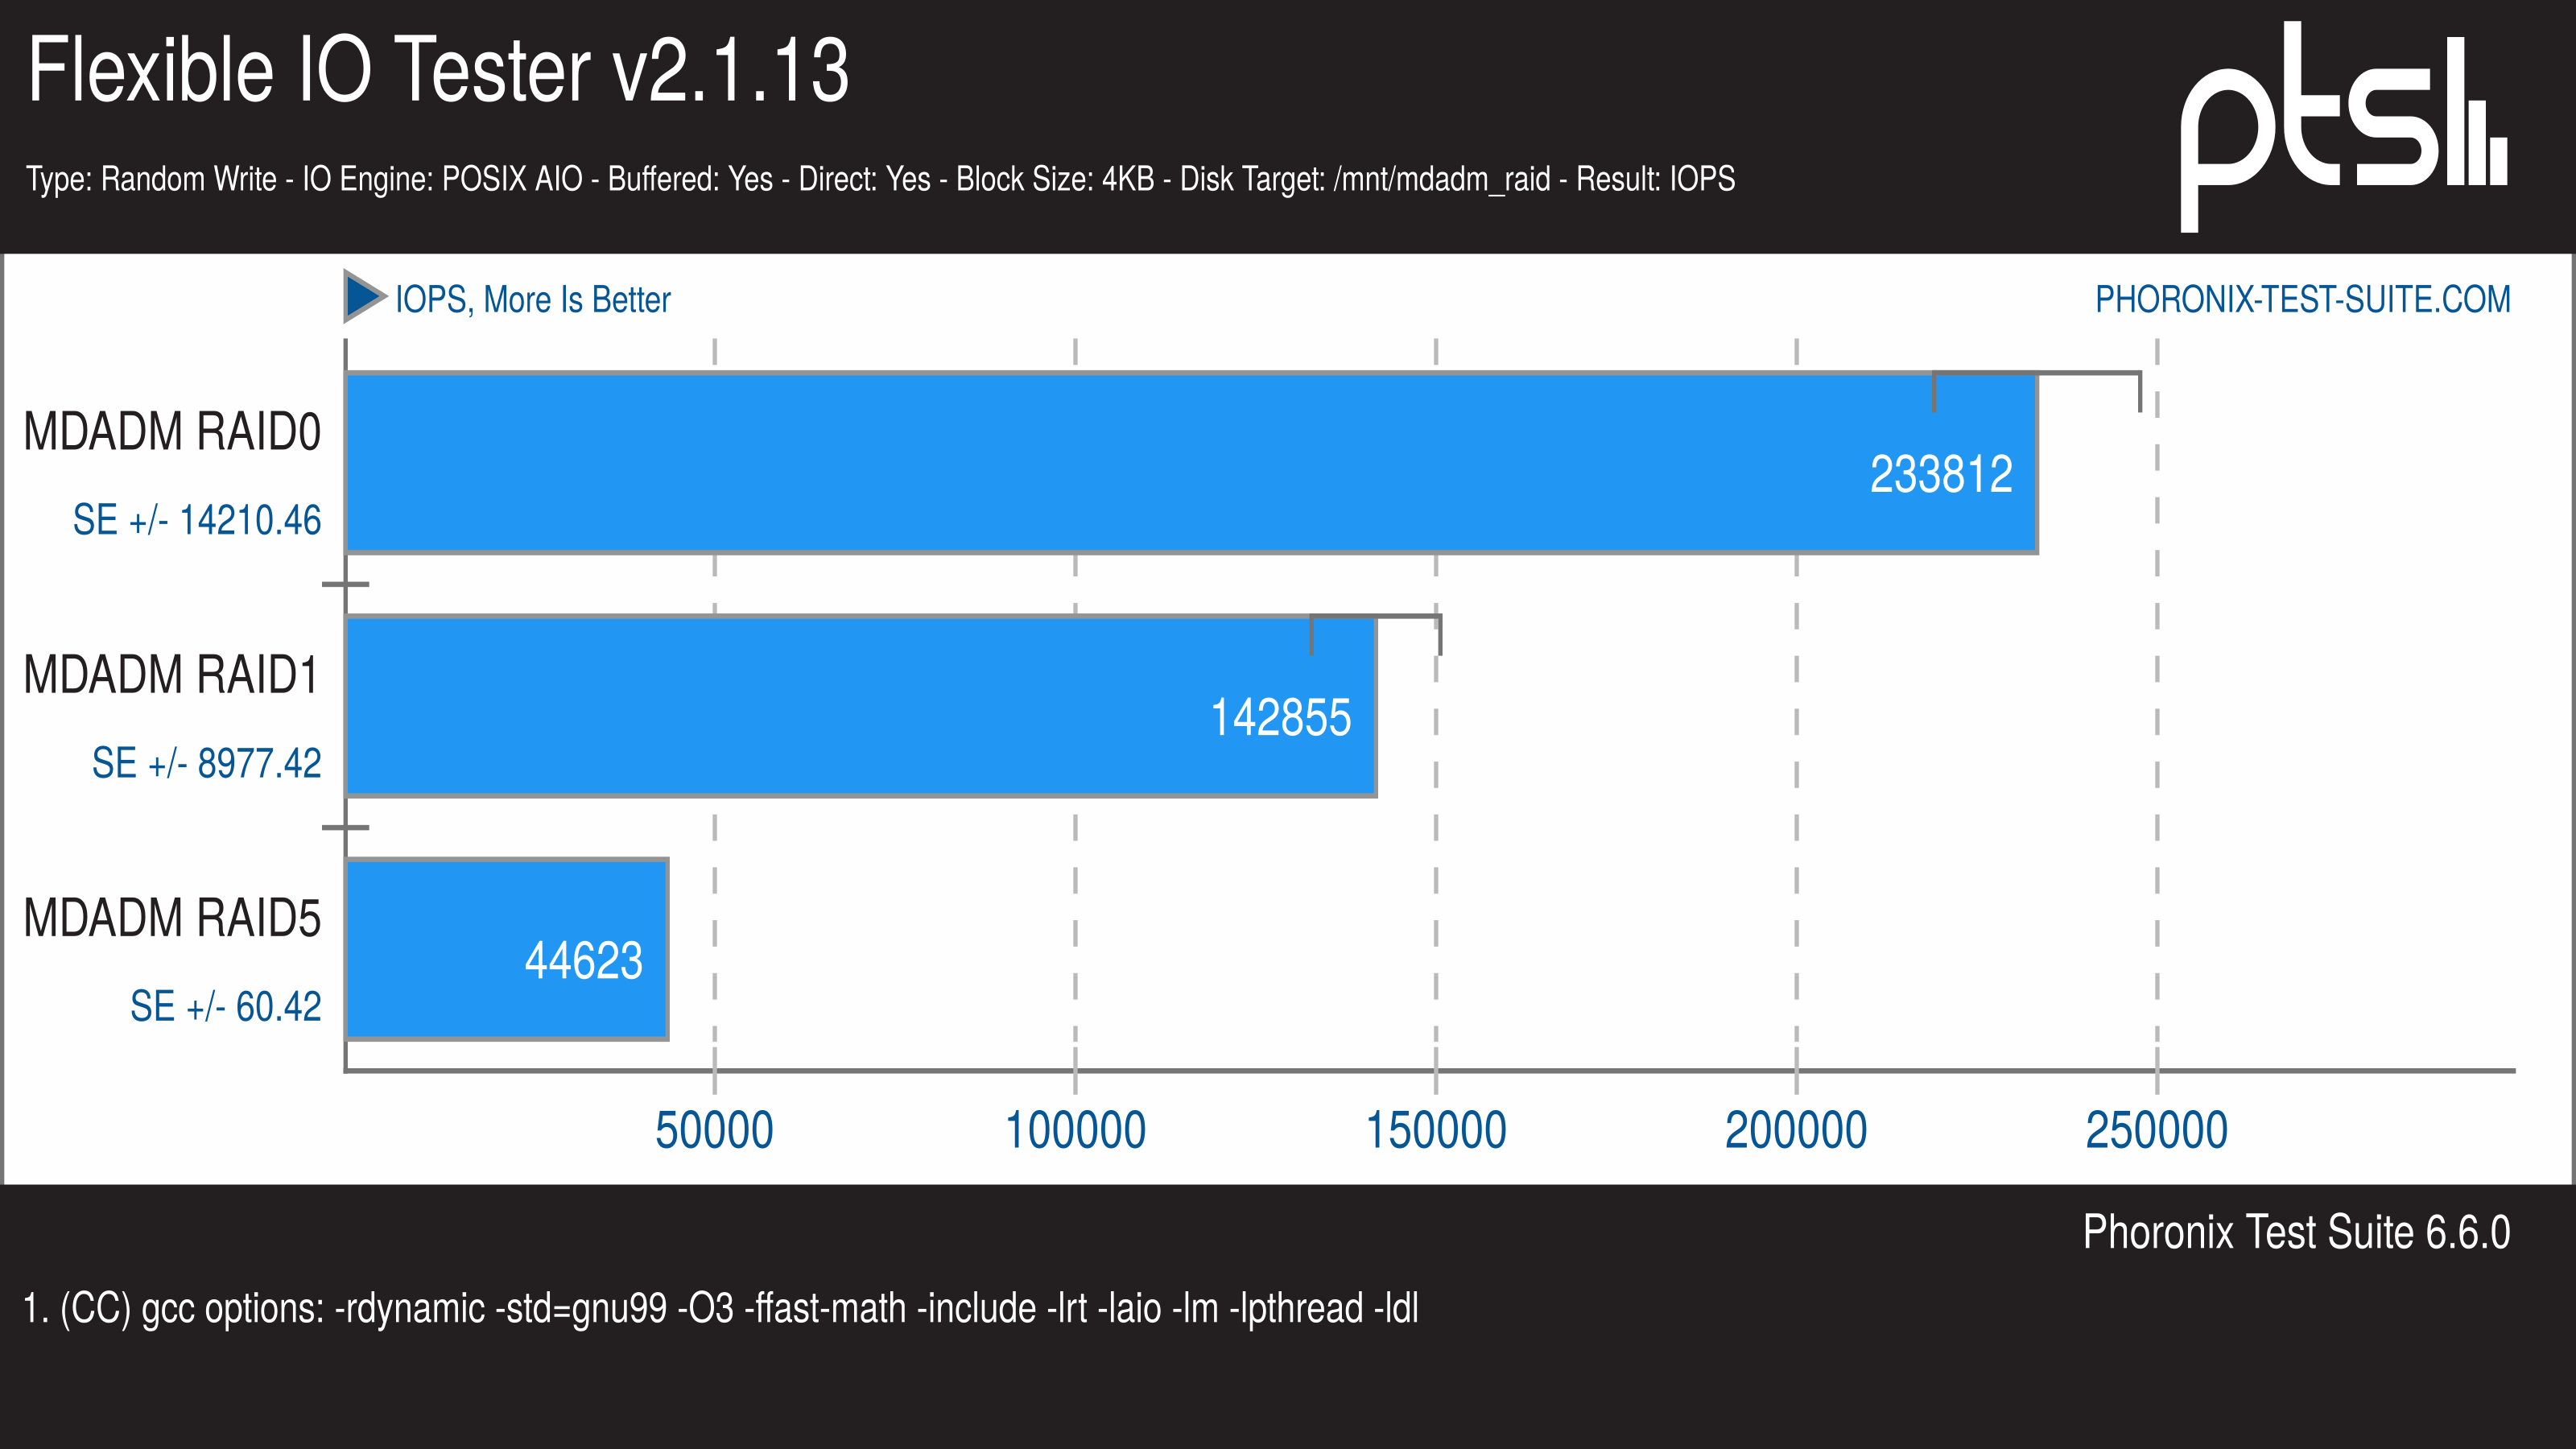 Flexible IO Tester v2.1.13
ptsl
Type: Random Write - IO Engine: POSIX AIO - Buffered: Yes - Direct: Yes - Block Size: 4KB - Disk Target: /mnt/mdadm_raid - Result: IOPS
IOPS, More Is Better
PHORONIX-TEST-SUITE.COM
MDADM RAID0
233812
SE +/- 14210.46
MDADM RAID1
142855
SE +/- 8977.42
MDADM RAID5
44623
SE +/- 60.42
50000 100000 150000 200000 250000
Phoronix Test Suite 6.6.0
1. (CC) gcc options: -rdynamic -std=gnu99 -O3 -ffast-math -include -lrt -laio -lm -lpthread -ldl